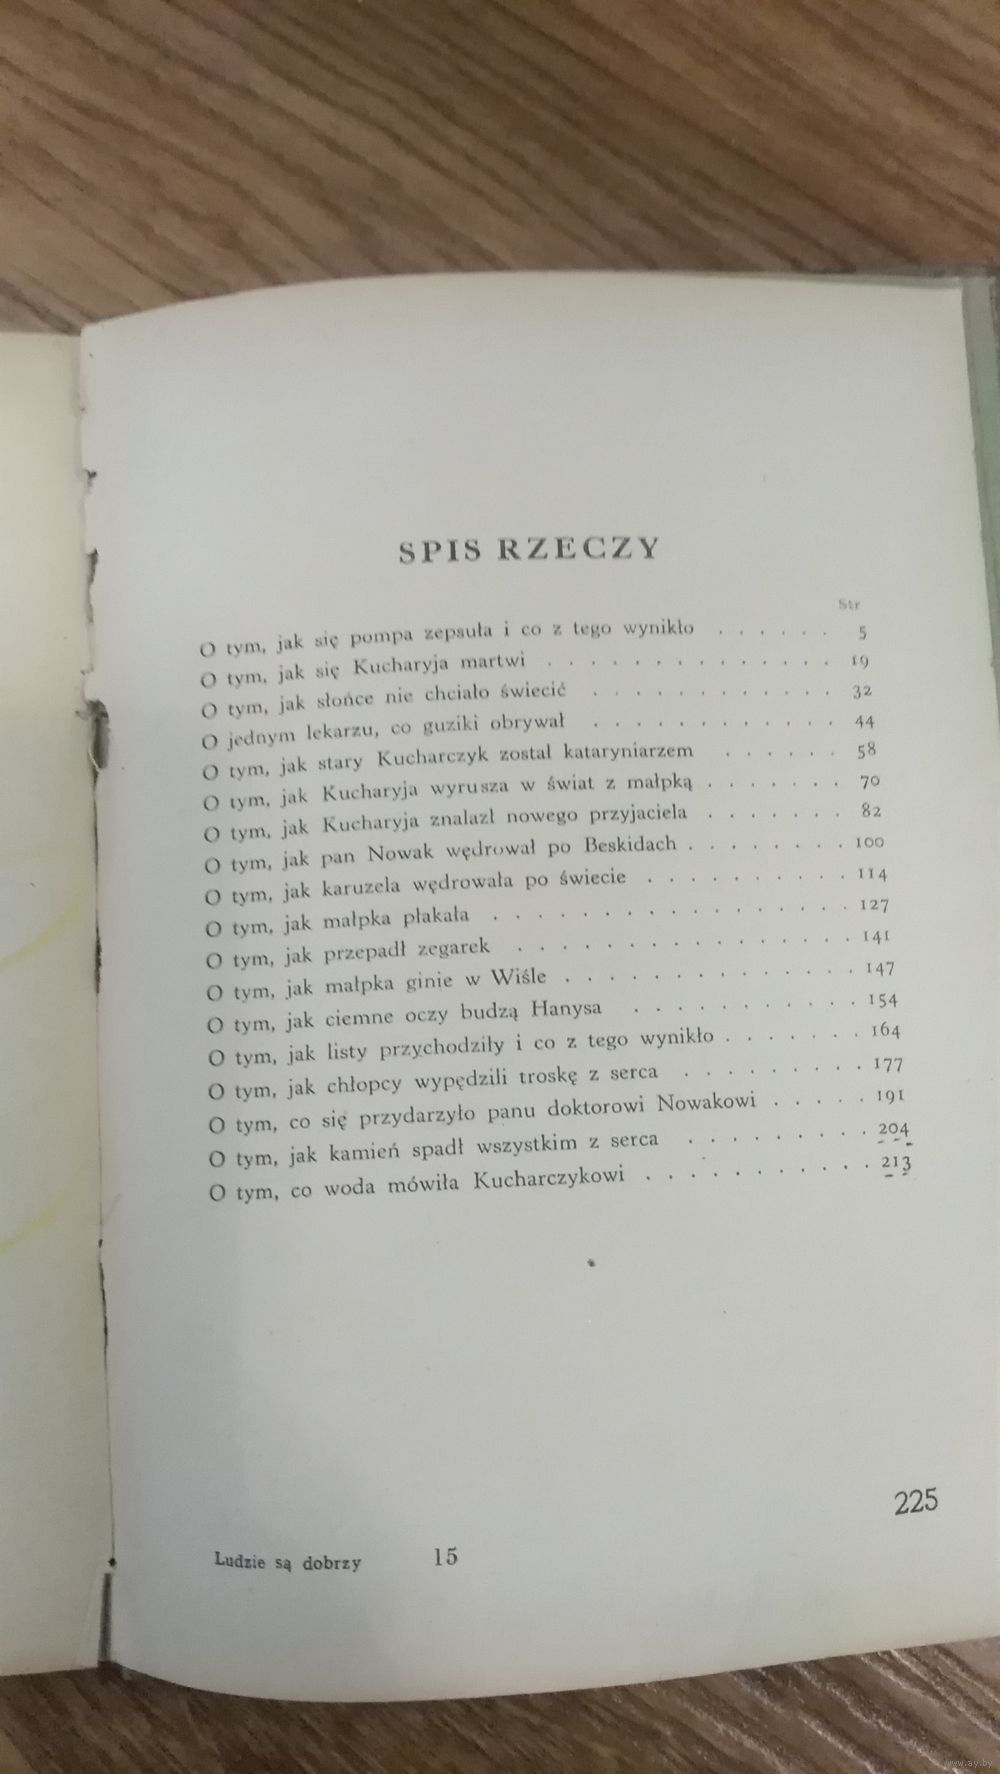 SPIS RZECZY
Str
O tym, jak się pompa zepsuła i co z tego wynikło . . . . . . 5
O tym, jak się Kucharyja martwi . . . . . . . . . . . . . . 19
O tym, jak słońce nie chciało świecić . . . . . . . . . . . . 32
O jednym lekarzu, co guziki obrywał . . . . . . . . . . . . 44
O tym, jak stary Kucharczyk został kataryniarzem . . . . . . 58
O tym, jak Kucharyja wyrusza w świat z małpką . . . . . . . 70
O tym, jak Kucharyja znalazł nowego przyjaciela . . . . . . . 82
O tym, jak pan Nowak wędrował po Beskidach . . . . . . . . 100
O tym, jak karuzela wędrowała po świecie . . . . . . . . . . 114
O tym, jak małpka płakała . . . . . . . . . . . . . . . . . 127
O tym, jak przepadł zegarek . . . . . . . . . . . . . . . . 141
O tym, jak małpka ginie w Wiśle . . . . . . . . . . . . . . 147
O tym, jak ciemne oczy budzą Hanysa . . . . . . . . . . . 154
O tym, jak listy przychodziły i co z tego wynikło . . . . . . . 164
O tym, jak chłopcy wypędzili troskę z serca . . . . . . . . . 177
O tym, co się przydarzyło panu doktorowi Nowakowi . . . . . 191
O tym, jak kamień spadł wszystkim z serca . . . . . . . . . 204
O tym, co woda mówiła Kucharczykowi . . . . . . . . . . . 213
225
Ludzie są dobrzy 15
www.ay.by